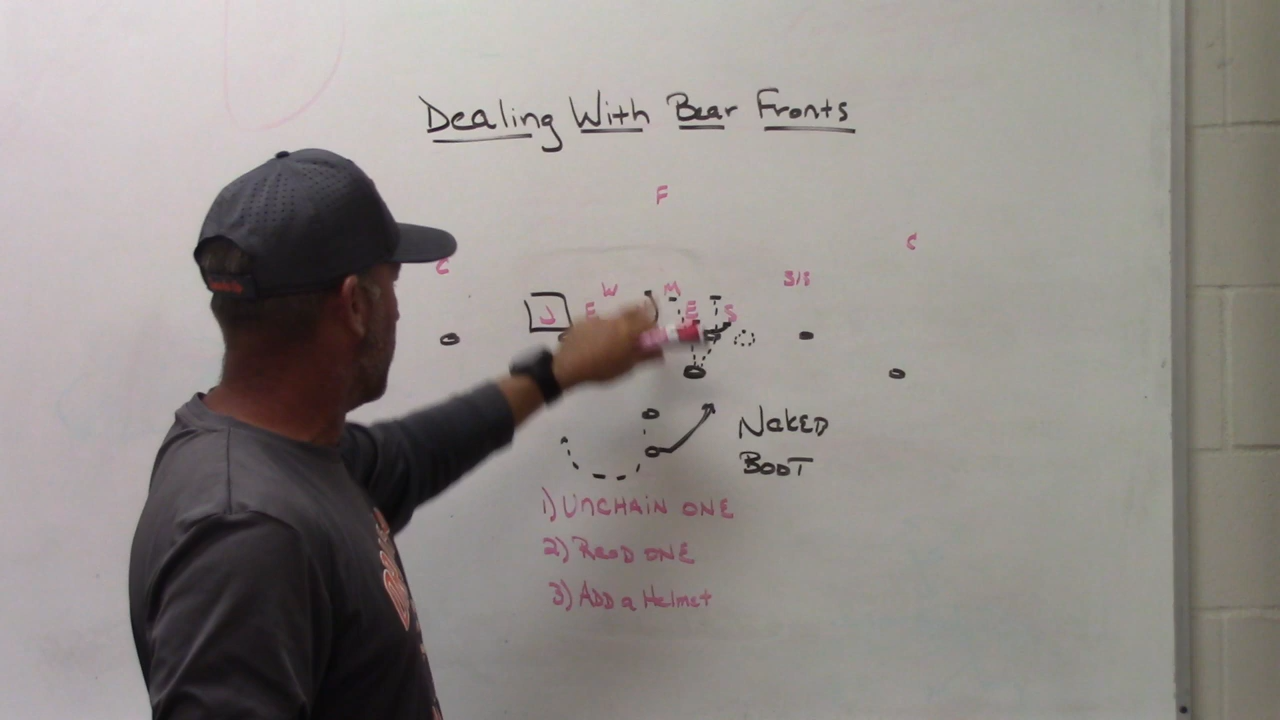 Dealing With Bear Fronts
F
C
C
W M S/S
J E E S
NAKED
BOOT
1) UNCHAIN ONE
2) READ ONE
3) ADD a Helmet